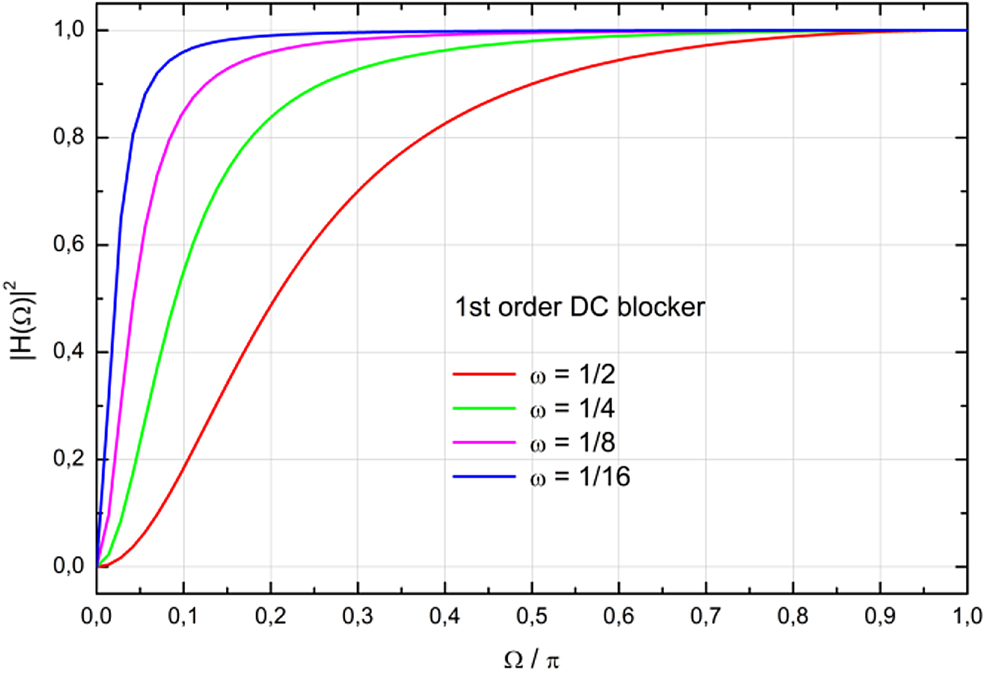 1,0
0,8
0,6
0,4
0,2
0,0
|H(Ω)|²
1st order DC blocker
ω = 1/2
ω = 1/4
ω = 1/8
ω = 1/16
0,0 0,1 0,2 0,3 0,4 0,5 0,6 0,7 0,8 0,9 1,0
Ω / π